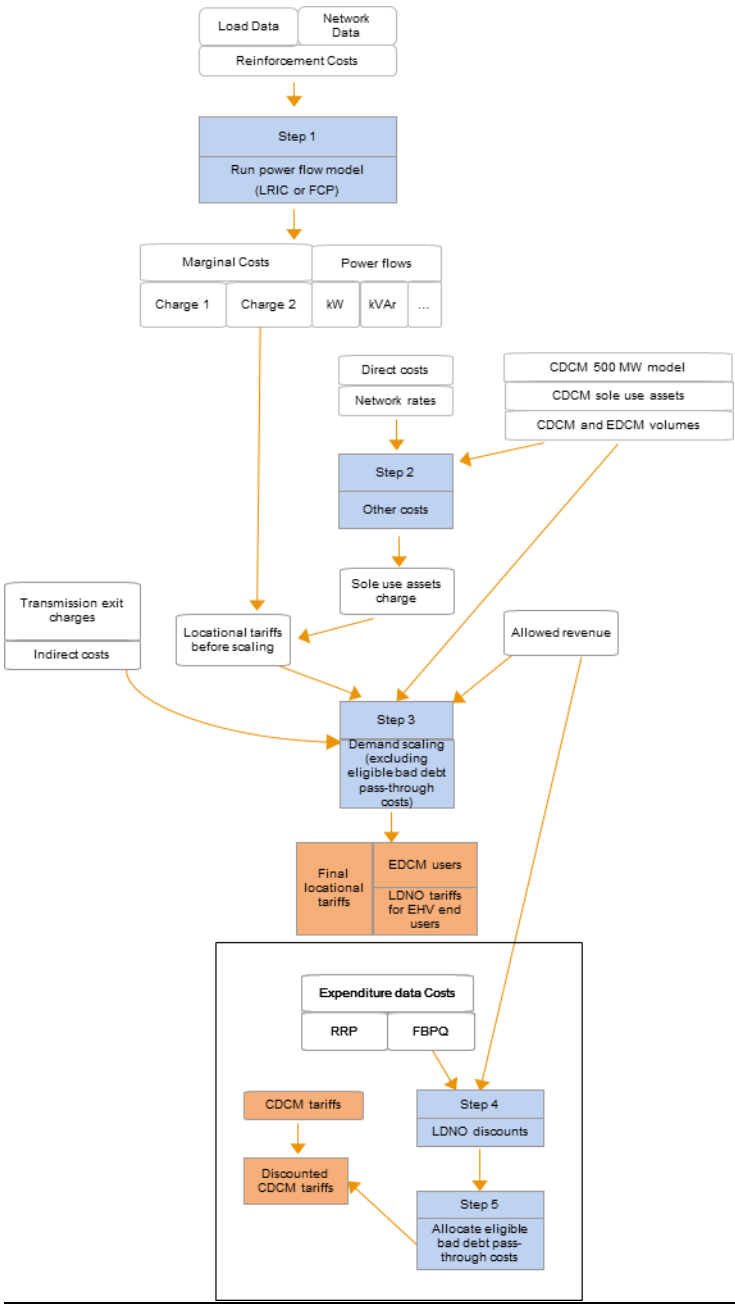 Load Data
Network
Data
Reinforcement Costs
Step 1
Run power flow model
(LRIC or FCP)
Marginal Costs
Power flows
Charge 1
Charge 2
kW
kVAr
...
Direct costs
Network rates
CDCM 500 MW model
CDCM sole use assets
CDCM and EDCM volumes
Step 2
Other costs
Sole use assets
charge
Transmission exit
charges
Indirect costs
Locational tariffs
before scaling
Allowed revenue
Step 3
Demand scaling
(excluding
eligible bad debt
pass-through
costs)
Final
locational
tariffs
EDCM users
LDNO tariffs
for EHV end
users
Expenditure data Costs
RRP
FBPQ
CDCM tariffs
Step 4
LDNO discounts
Discounted
CDCM tariffs
Step 5
Allocate eligible
bad debt pass-
through costs